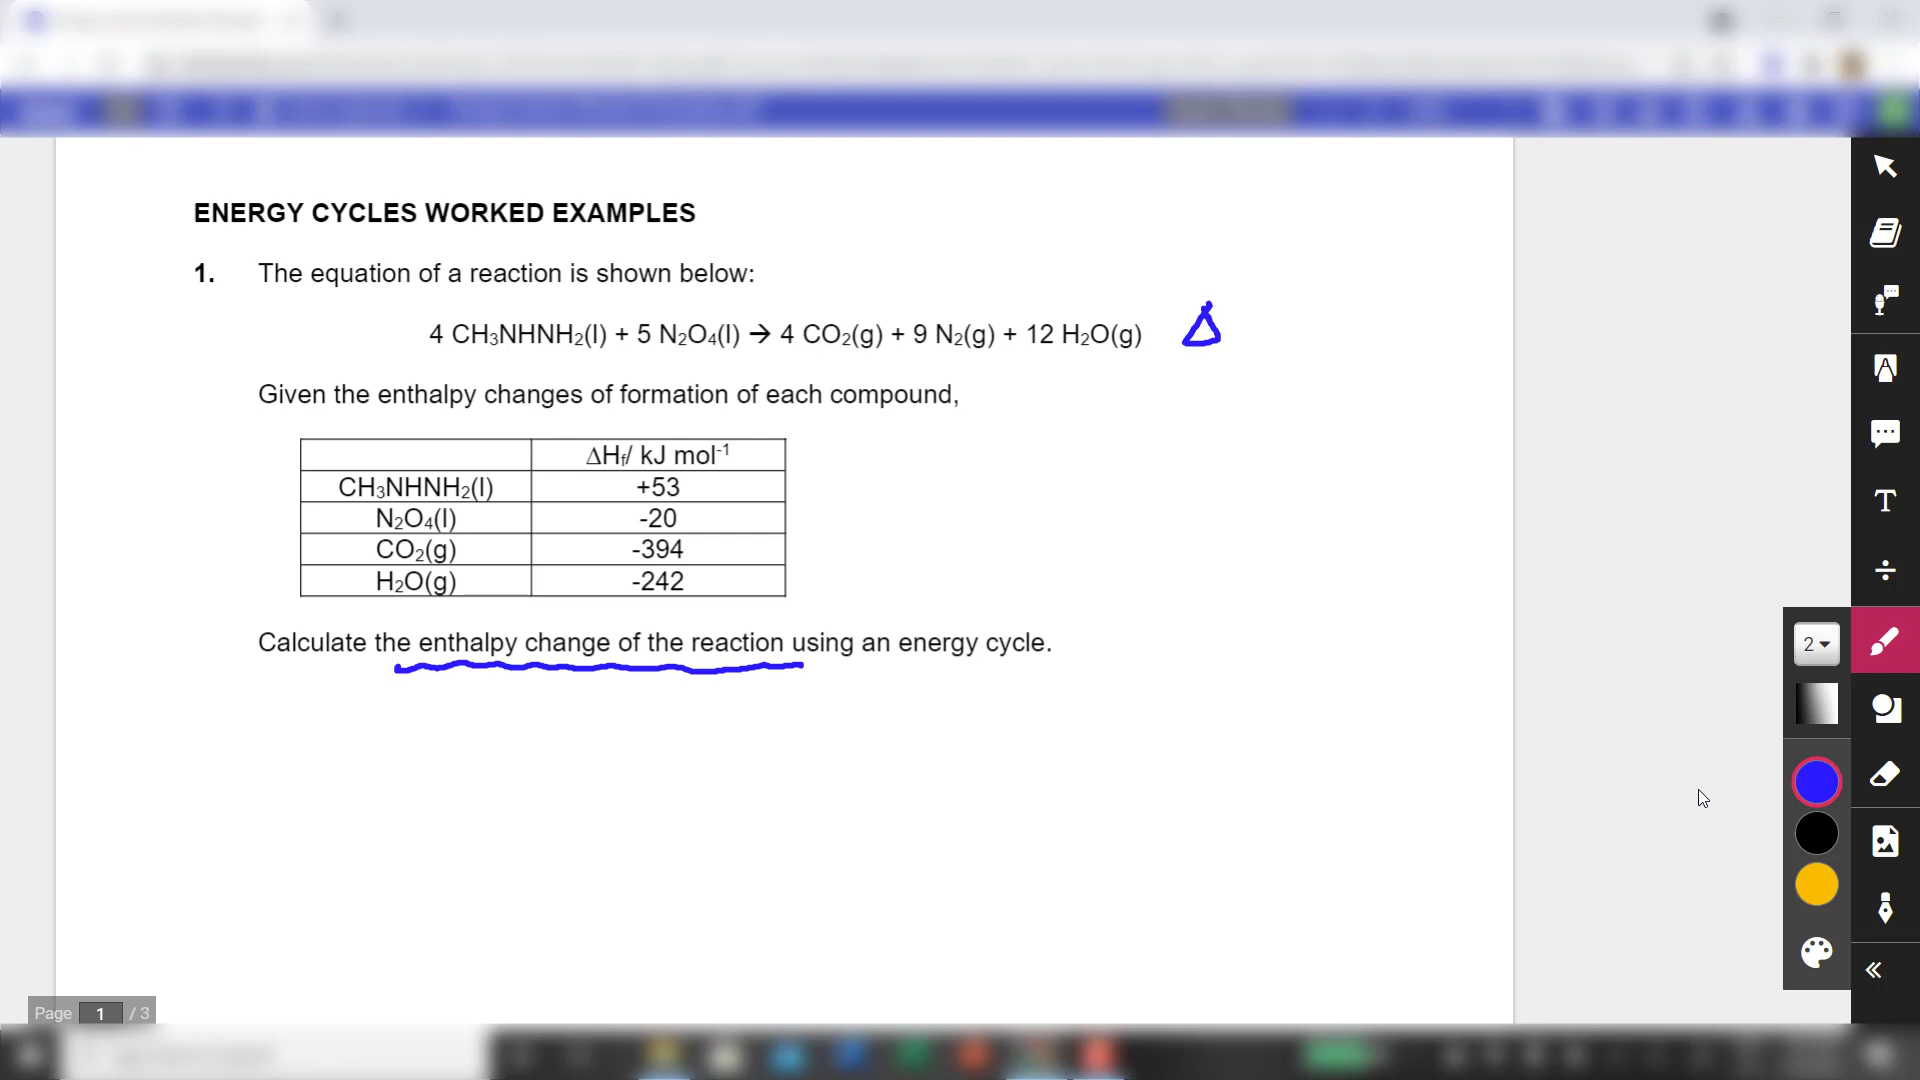 ENERGY CYCLES WORKED EXAMPLES
1. The equation of a reaction is shown below:
4 CH₃NHNH₂(l) + 5 N₂O₄(l) → 4 CO₂(g) + 9 N₂(g) + 12 H₂O(g) Δ
Given the enthalpy changes of formation of each compound,
ΔHf/ kJ mol⁻¹
CH₃NHNH₂(l) +53
N₂O₄(l) -20
CO₂(g) -394
H₂O(g) -242
Calculate the enthalpy change of the reaction using an energy cycle.
2
Page 1 / 3